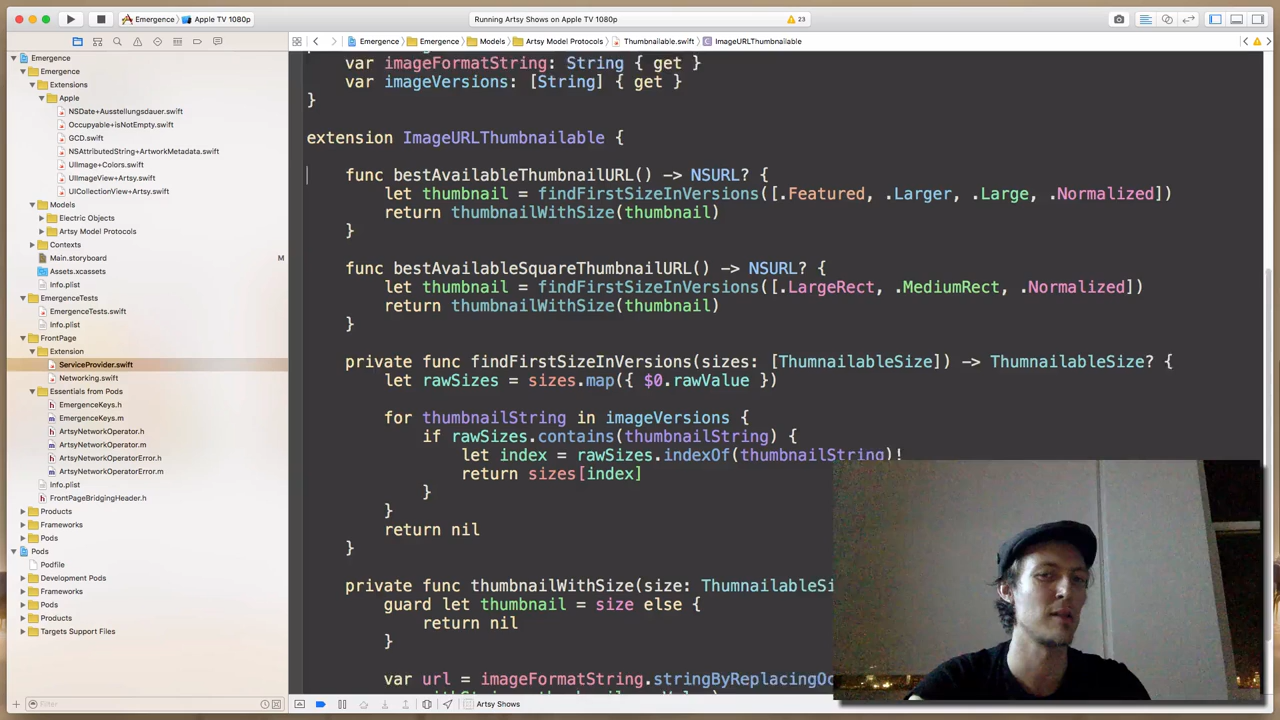 Emergence › Apple TV 1080p
Running Artsy Shows on Apple TV 1080p
23
Emergence › Emergence › Models › Artsy Model Protocols › Thumbnailable.swift › ImageURLThumbnailable
Emergence
Emergence
Extensions
Apple
NSDate+Ausstellungsdauer.swift
Occupyable+isNotEmpty.swift
GCD.swift
NSAttributedString+ArtworkMetadata.swift
UIImage+Colors.swift
UIImageView+Artsy.swift
UICollectionView+Artsy.swift
Models
Electric Objects
Artsy Model Protocols
Contexts
Main.storyboard M
Assets.xcassets
Info.plist
EmergenceTests
EmergenceTests.swift
Info.plist
FrontPage
Extension
ServiceProvider.swift
Networking.swift
Essentials from Pods
EmergenceKeys.h
EmergenceKeys.m
ArtsyNetworkOperator.h
ArtsyNetworkOperator.m
ArtsyNetworkOperatorError.h
ArtsyNetworkOperatorError.m
Info.plist
FrontPageBridgingHeader.h
Products
Frameworks
Pods
Pods
Podfile
Development Pods
Frameworks
Pods
Products
Targets Support Files
Filter
var imageFormatString: String { get }
var imageVersions: [String] { get }
}
extension ImageURLThumbnailable {
func bestAvailableThumbnailURL() -> NSURL? {
let thumbnail = findFirstSizeInVersions([.Featured, .Larger, .Large, .Normalized])
return thumbnailWithSize(thumbnail)
}
func bestAvailableSquareThumbnailURL() -> NSURL? {
let thumbnail = findFirstSizeInVersions([.LargeRect, .MediumRect, .Normalized])
return thumbnailWithSize(thumbnail)
}
private func findFirstSizeInVersions(sizes: [ThumnailableSize]) -> ThumnailableSize? {
let rawSizes = sizes.map({ $0.rawValue })
for thumbnailString in imageVersions {
if rawSizes.contains(thumbnailString) {
let index = rawSizes.indexOf(thumbnailString)!
return sizes[index]
}
}
return nil
}
private func thumbnailWithSize(size: ThumnailableSi
guard let thumbnail = size else {
return nil
}
var url = imageFormatString.stringByReplacingOc
Artsy Shows